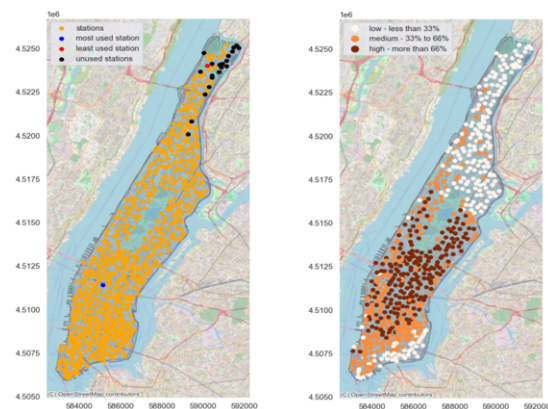 1e6
stations
most used station
least used station
unused stations
4.5250
4.5225
4.5200
4.5175
4.5150
4.5125
4.5100
4.5075
4.5050
(C) OpenStreetMap contributors
584000 586000 588000 590000 592000
1e6
low - less than 33%
medium - 33% to 66%
high - more than 66%
4.5250
4.5225
4.5200
4.5175
4.5150
4.5125
4.5100
4.5075
4.5050
(C) OpenStreetMap contributors
584000 586000 588000 590000 592000